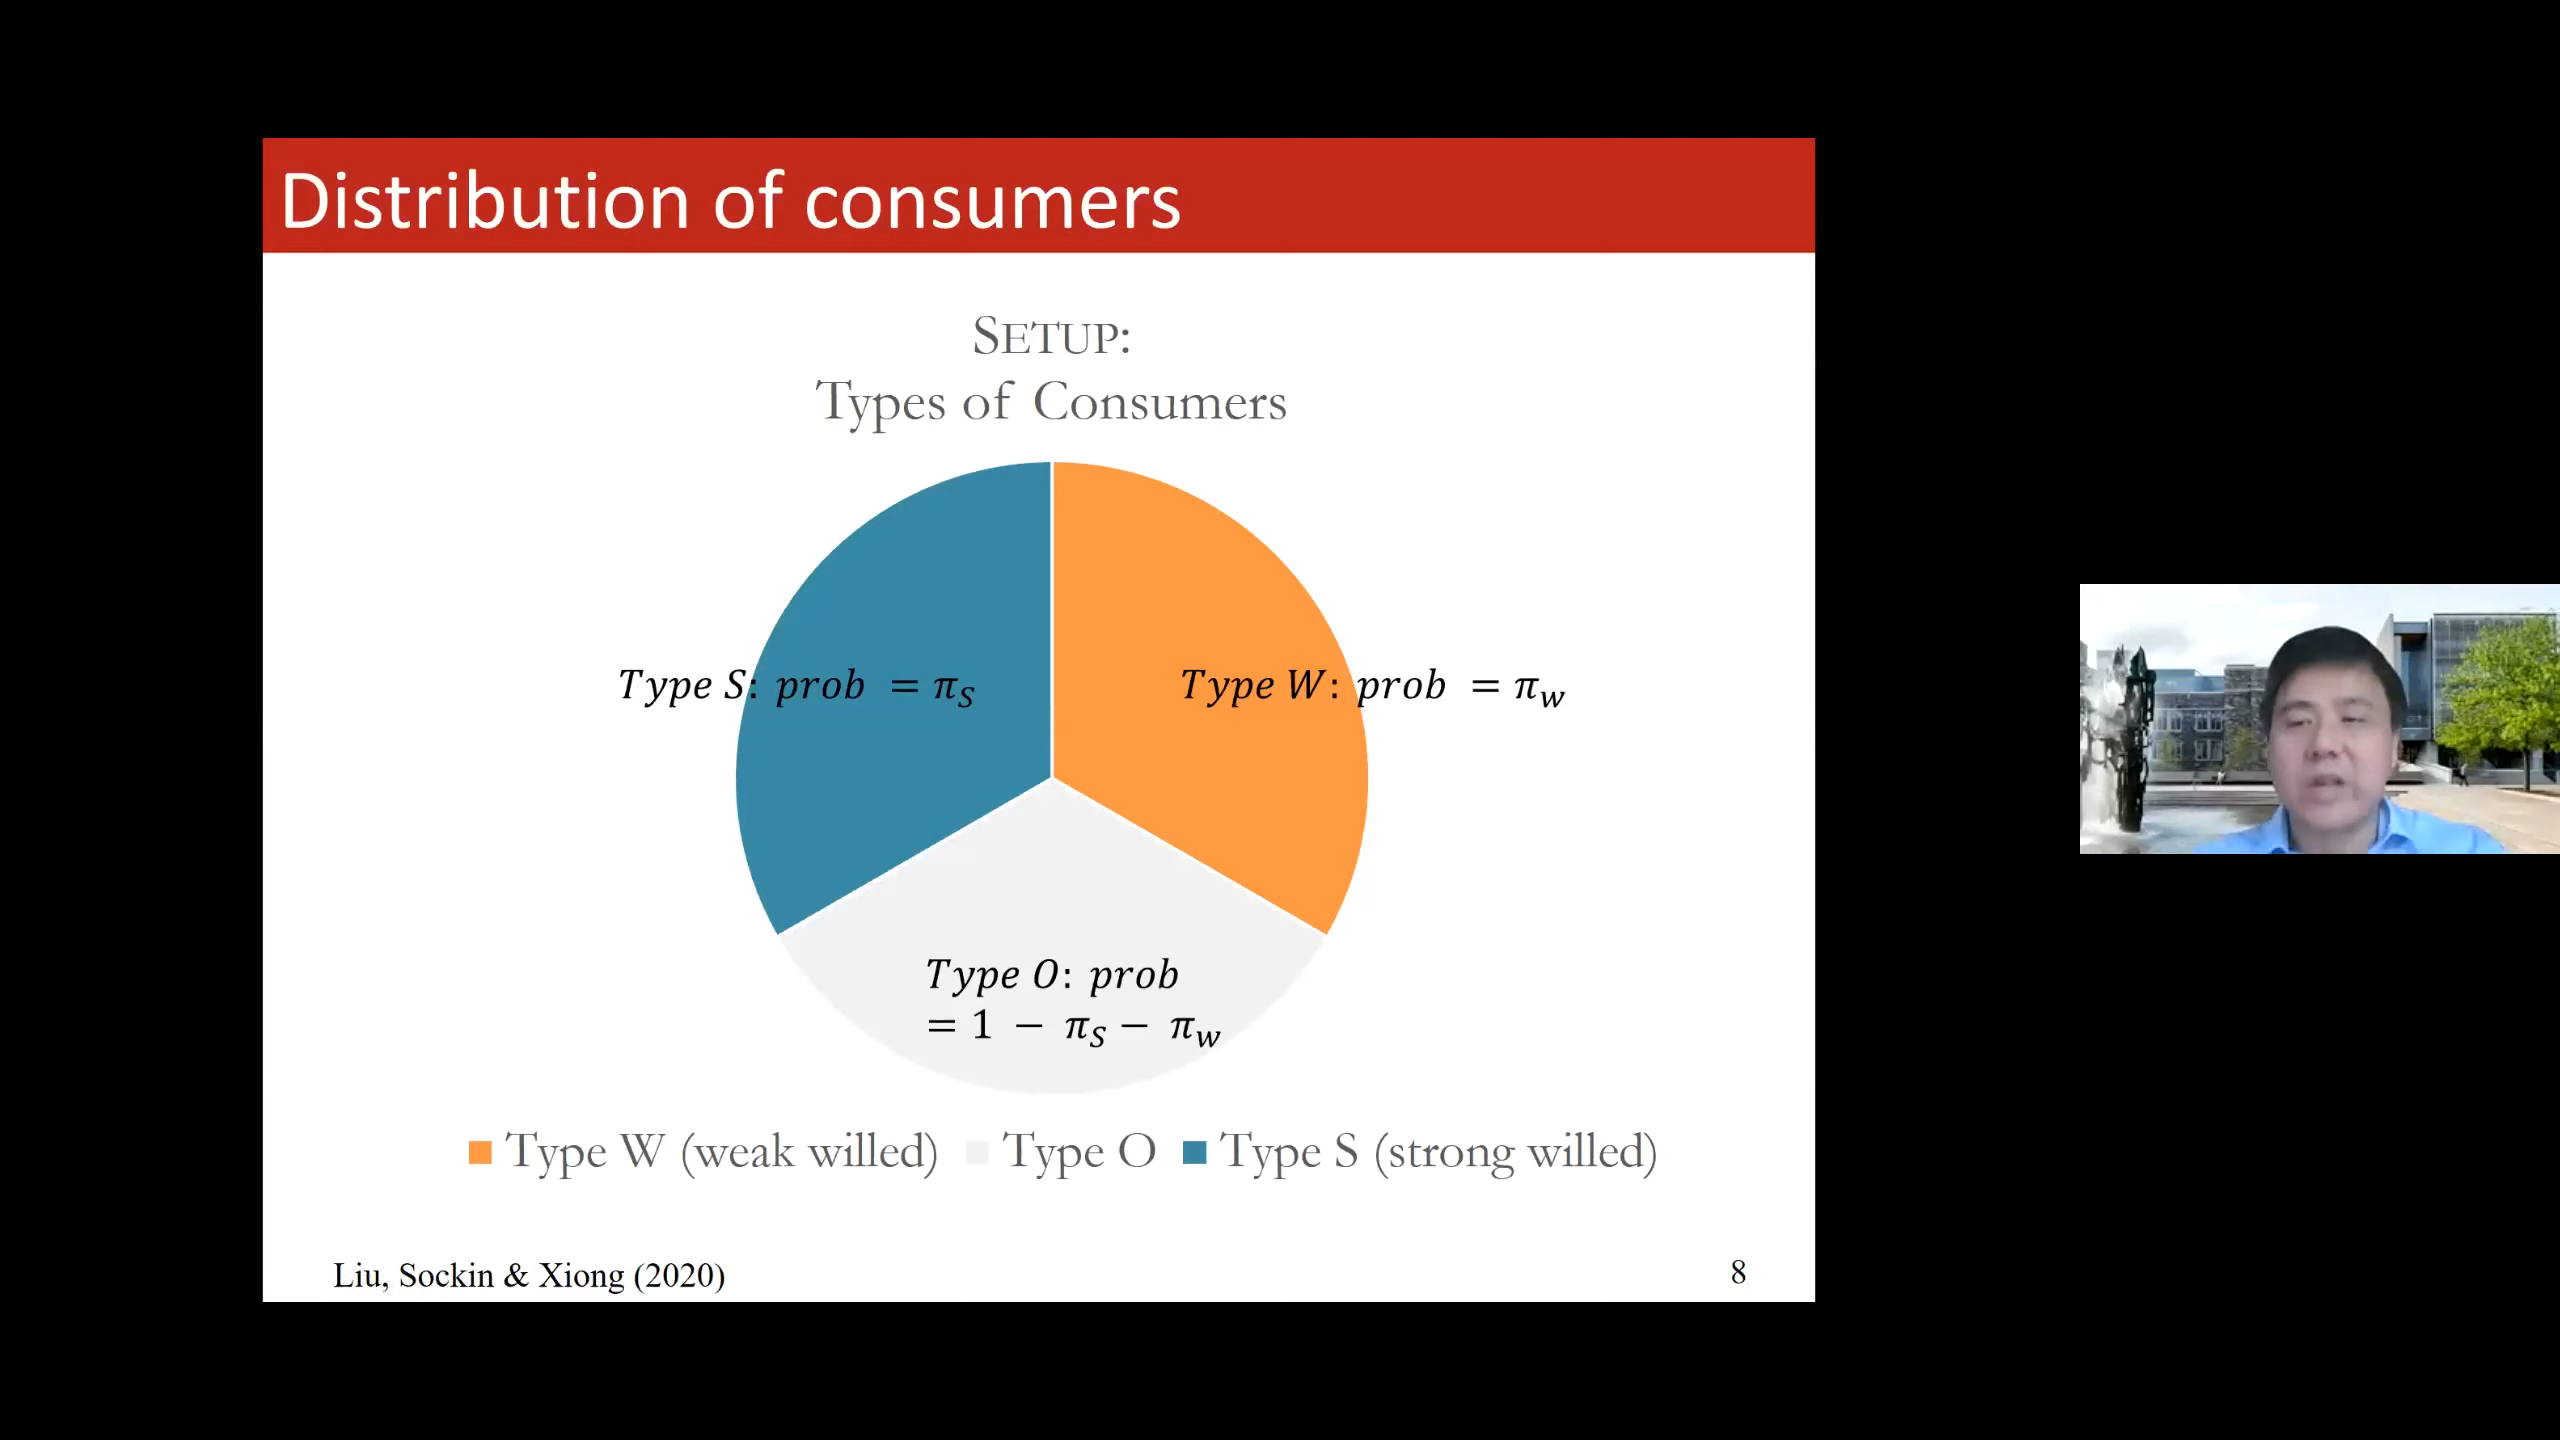 Distribution of consumers
SETUP:
Types of Consumers
Type S: prob = π_S
Type W: prob = π_w
Type O: prob
= 1 − π_S − π_w
Type W (weak willed) Type O Type S (strong willed)
Liu, Sockin & Xiong (2020)
8